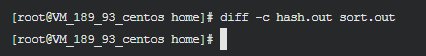 [root@VM_189_93_centos home]# diff -c hash.out sort.out
[root@VM_189_93_centos home]#